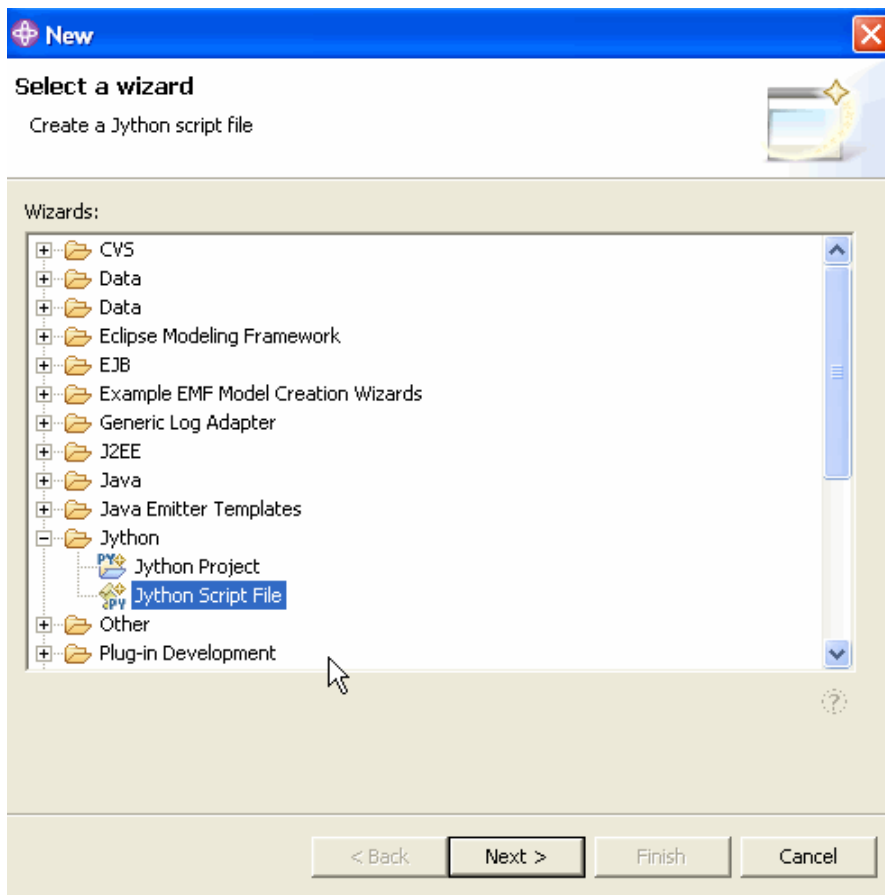 New
Select a wizard
Create a Jython script file
Wizards:
CVS
Data
Data
Eclipse Modeling Framework
EJB
Example EMF Model Creation Wizards
Generic Log Adapter
J2EE
Java
Java Emitter Templates
Jython
Jython Project
Jython Script File
Other
Plug-in Development
?
< Back Next > Finish Cancel